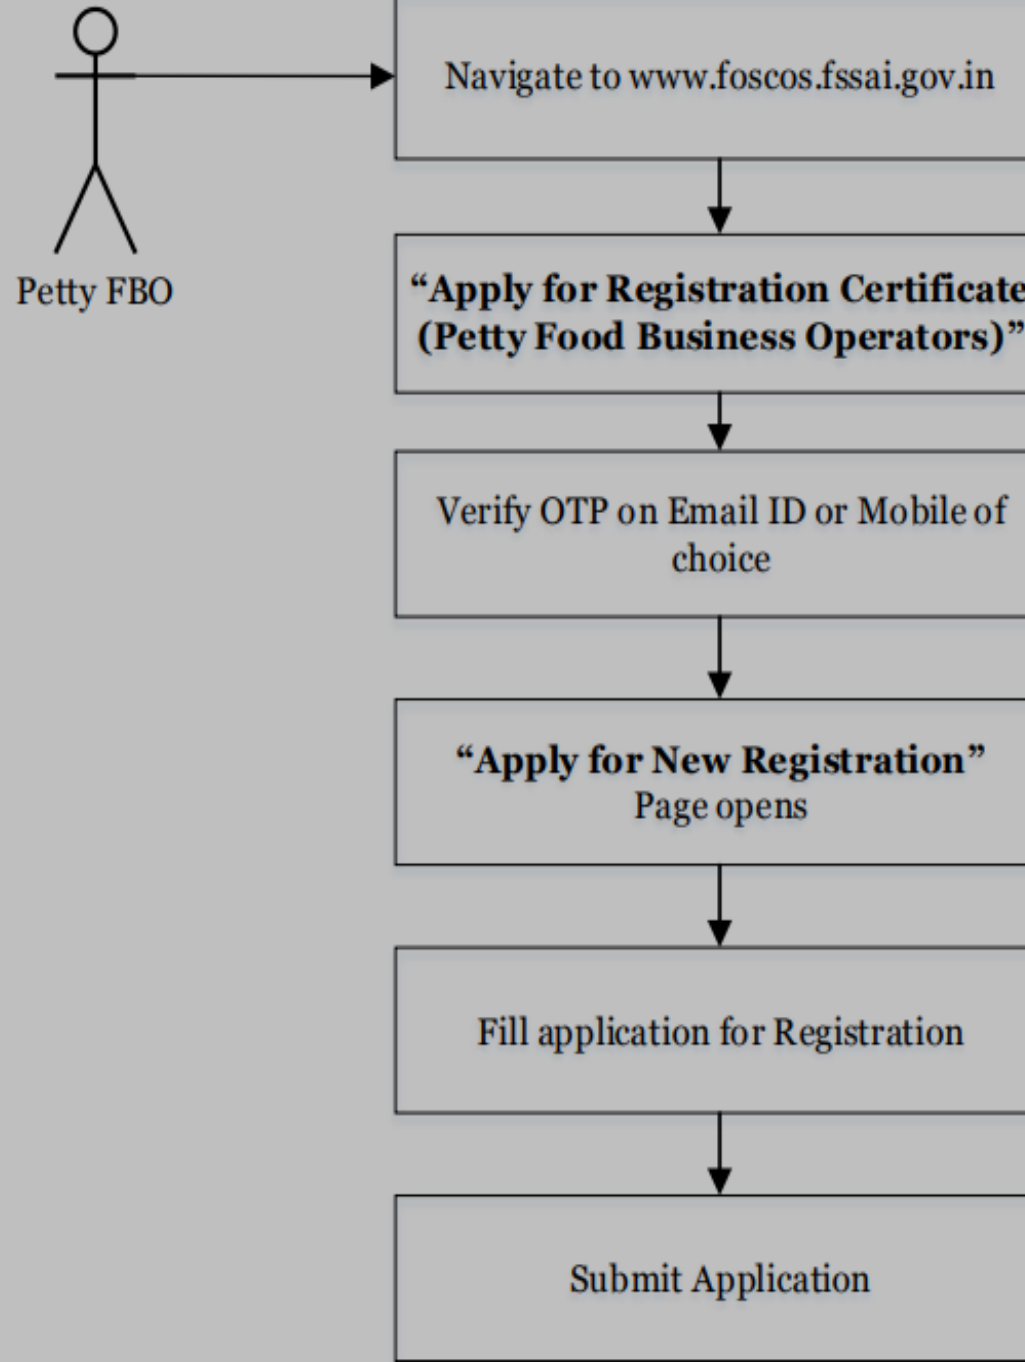 Navigate to www.foscos.fssai.gov.in
Petty FBO
“Apply for Registration Certificate
(Petty Food Business Operators)”
Verify OTP on Email ID or Mobile of
choice
“Apply for New Registration”
Page opens
Fill application for Registration
Submit Application